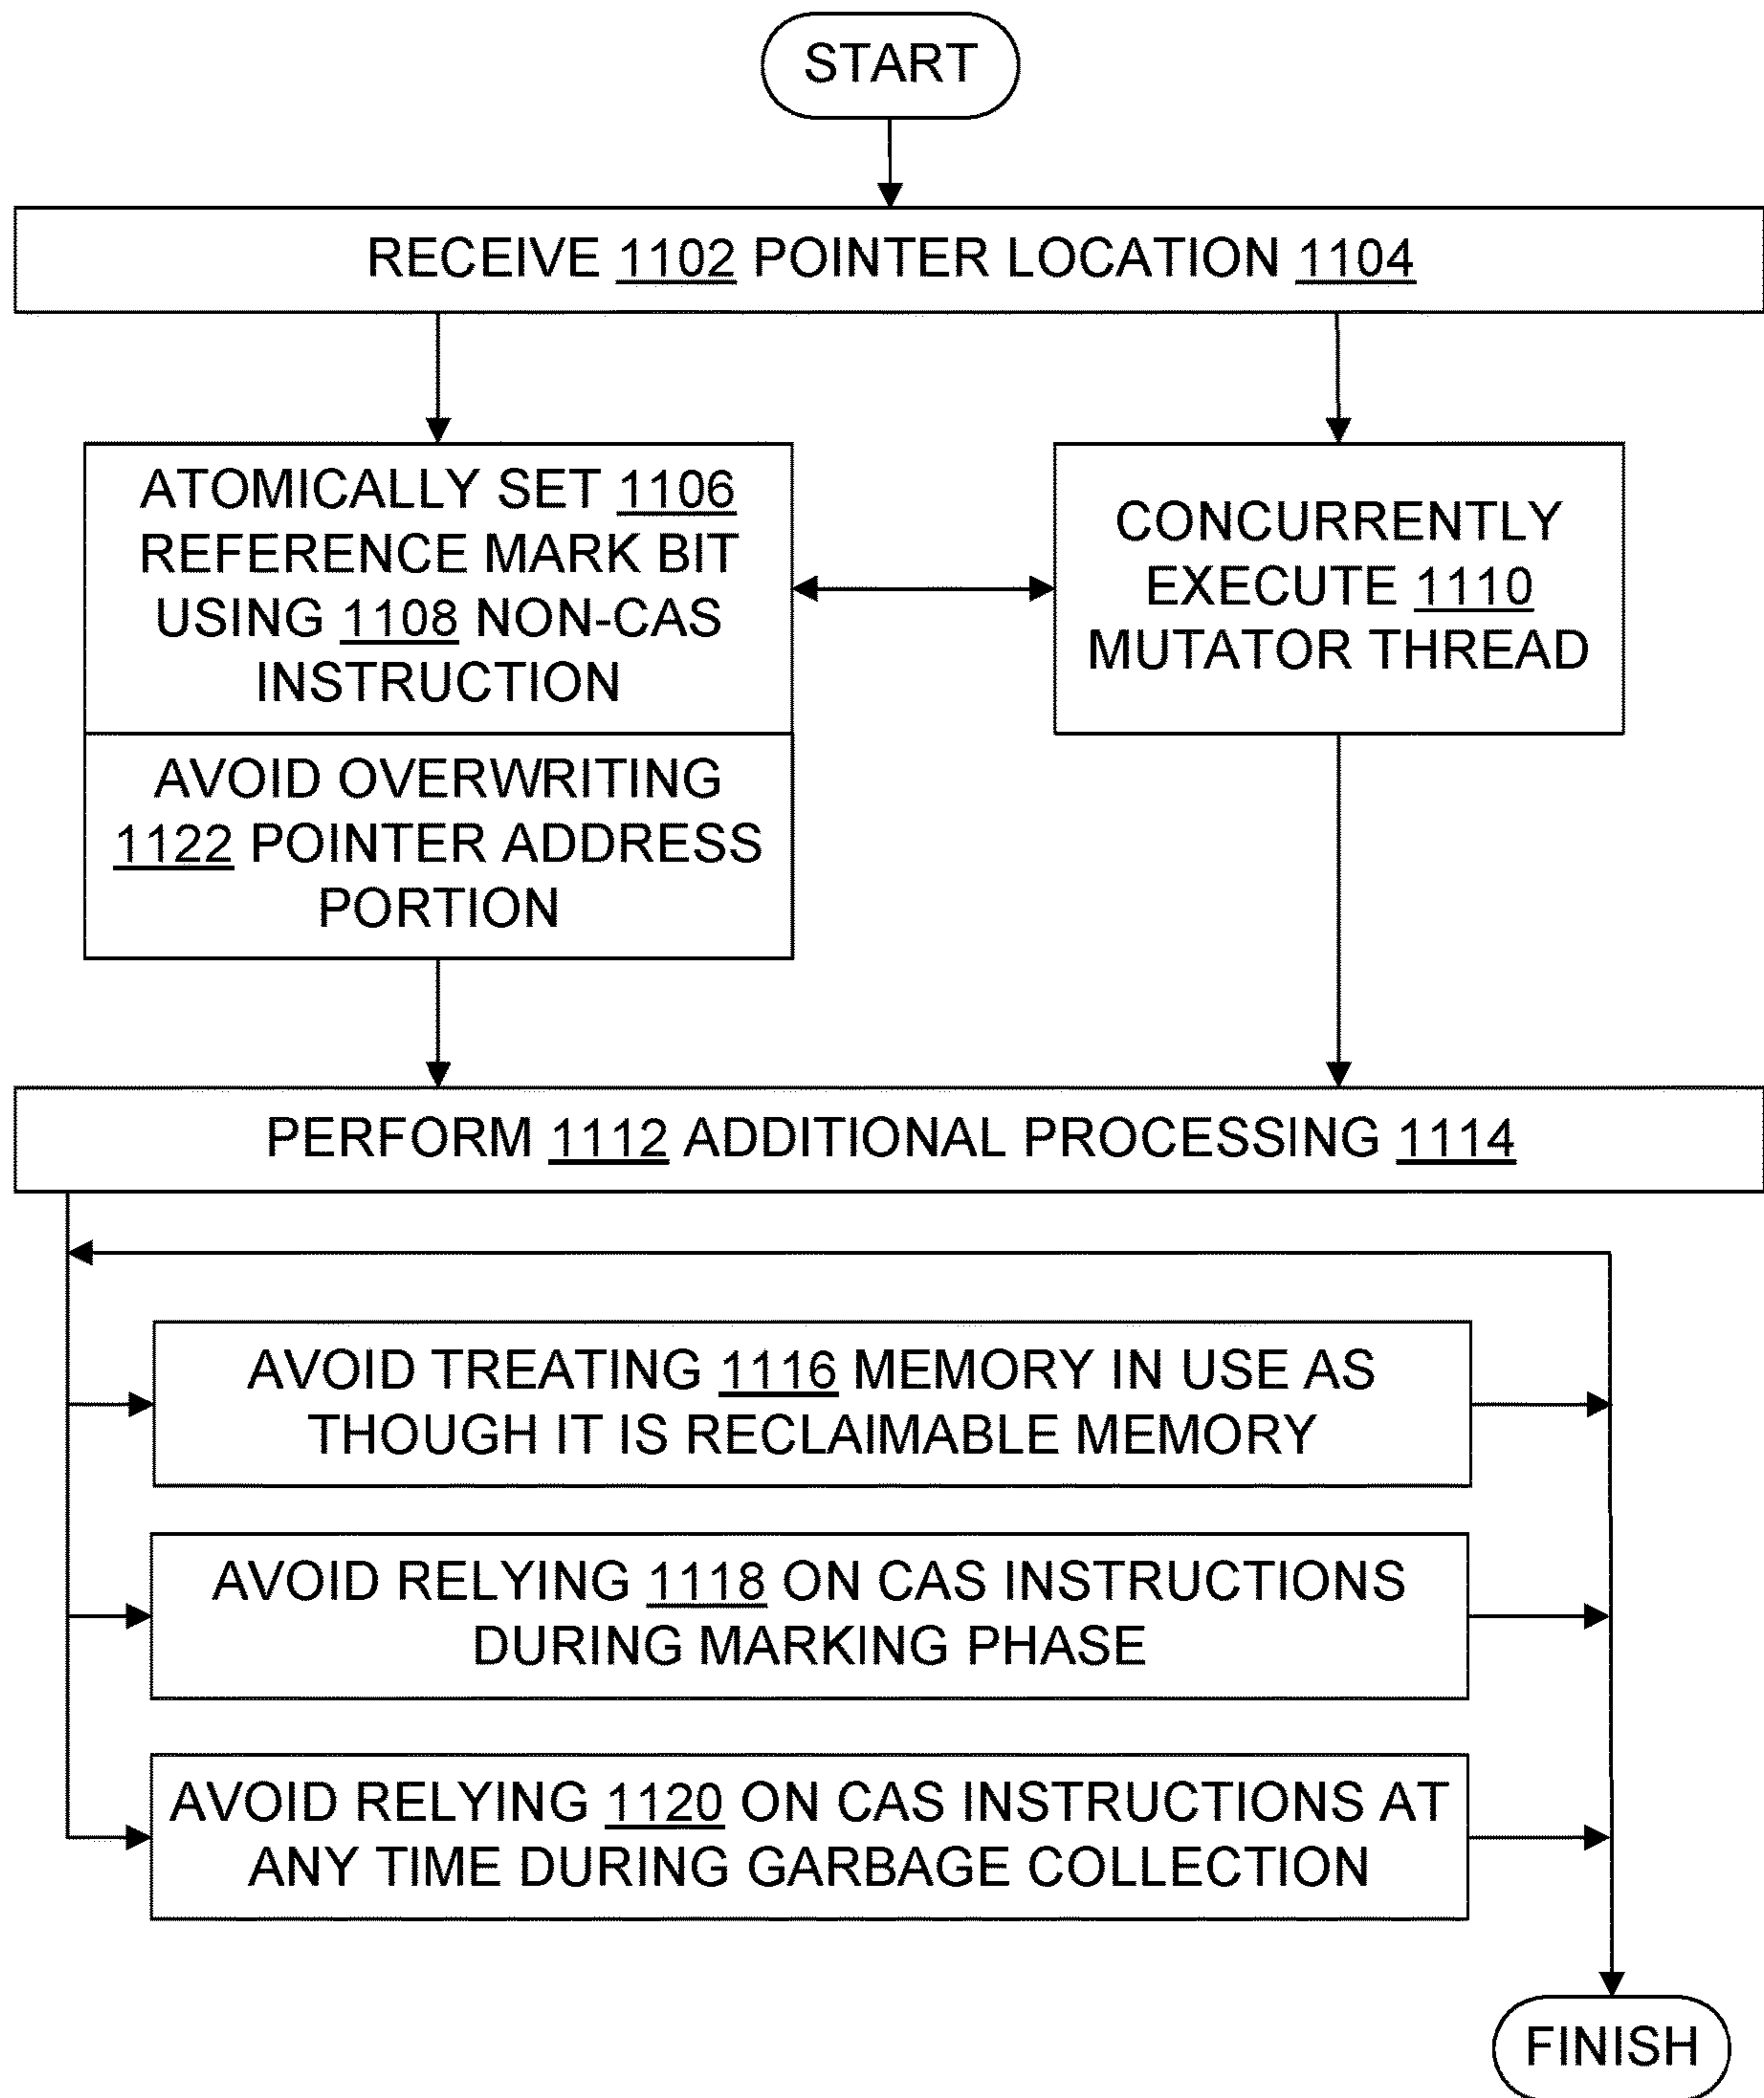 START
RECEIVE 1102 POINTER LOCATION 1104
ATOMICALLY SET 1106
REFERENCE MARK BIT
USING 1108 NON-CAS
INSTRUCTION
AVOID OVERWRITING
1122 POINTER ADDRESS
PORTION
CONCURRENTLY
EXECUTE 1110
MUTATOR THREAD
PERFORM 1112 ADDITIONAL PROCESSING 1114
AVOID TREATING 1116 MEMORY IN USE AS
THOUGH IT IS RECLAIMABLE MEMORY
AVOID RELYING 1118 ON CAS INSTRUCTIONS
DURING MARKING PHASE
AVOID RELYING 1120 ON CAS INSTRUCTIONS AT
ANY TIME DURING GARBAGE COLLECTION
FINISH